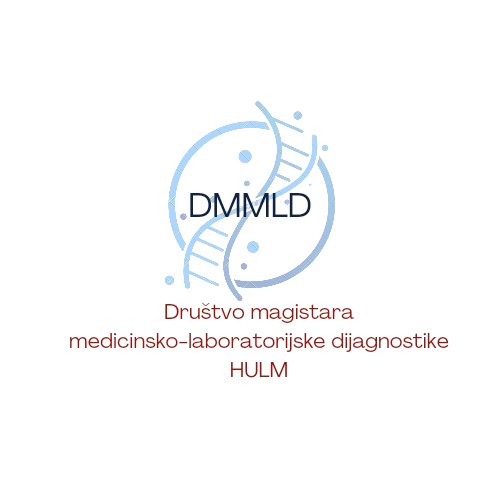 DMMLD
Društvo magistara
medicinsko-laboratorijske dijagnostike
HULM